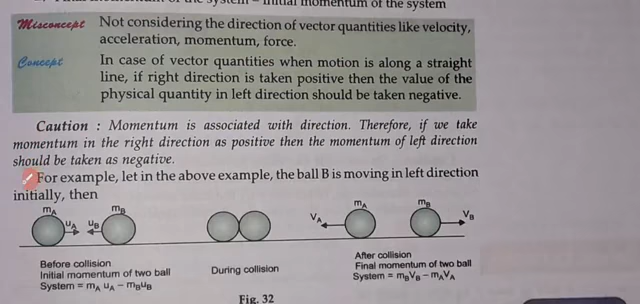 momentum of the system
Misconcept Not considering the direction of vector quantities like velocity,
acceleration, momentum, force.
Concept In case of vector quantities when motion is along a straight
line, if right direction is taken positive then the value of the
physical quantity in left direction should be taken negative.
Caution : Momentum is associated with direction. Therefore, if we take
momentum in the right direction as positive then the momentum of left direction
should be taken as negative.
For example, let in the above example, the ball B is moving in left direction
initially, then
mA mB mA mB
uA uB VA VB
Before collision
Initial momentum of two ball
System = mA uA − mBuB
During collision
After collision
Final momentum of two ball
System = mBVB − mAVA
Fig. 32